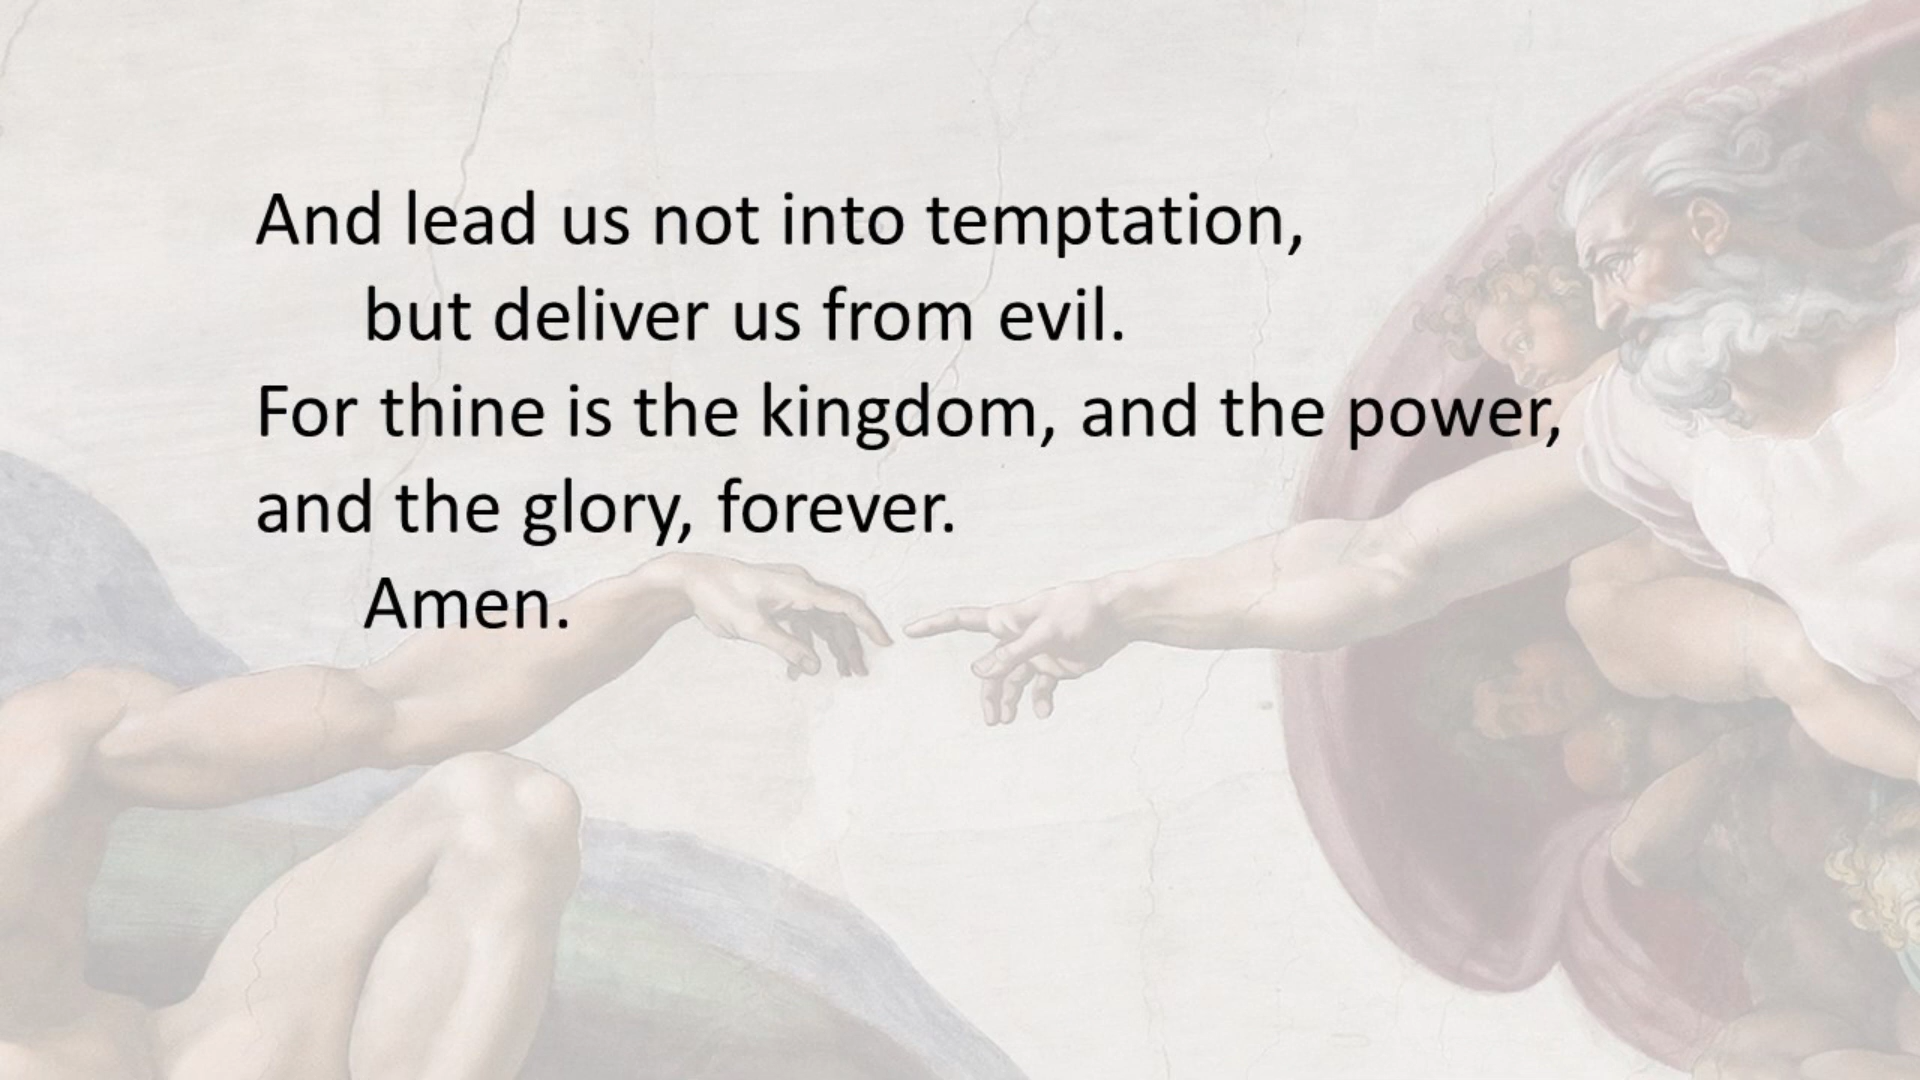 And lead us not into temptation,
but deliver us from evil.
For thine is the kingdom, and the power,
and the glory, forever.
Amen.